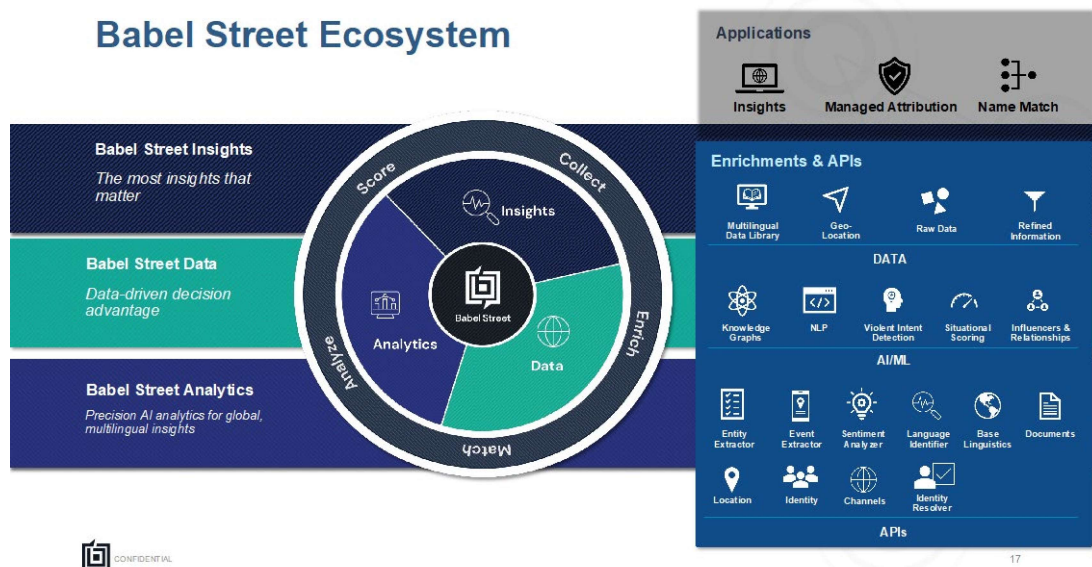 Babel Street Ecosystem
Babel Street Insights
The most insights that
matter
Babel Street Data
Data-driven decision
advantage
Babel Street Analytics
Precision AI analytics for global,
multilingual insights
Score
Collect
Enrich
Match
Analyze
Insights
Analytics
Data
Babel Street
Applications
Insights
Managed Attribution
Name Match
Enrichments & APIs
Multilingual
Data Library
Geo-
Location
Raw Data
Refined
Information
DATA
Knowledge
Graphs
NLP
Violent Intent
Detection
Situational
Scoring
Influencers &
Relationships
AI/ML
Entity
Extractor
Event
Extractor
Sentiment
Analyzer
Language
Identifier
Base
Linguistics
Documents
Location
Identity
Channels
Identity
Resolver
APIs
CONFIDENTIAL
17